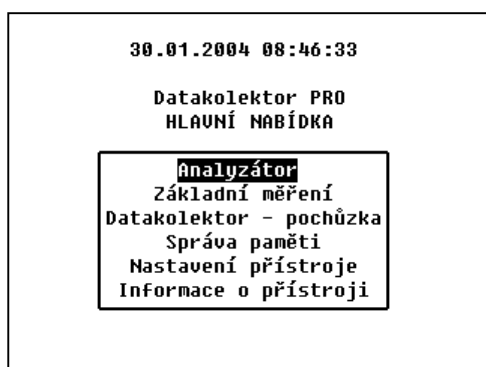 30.01.2004 08:46:33
Datakolektor PRO
HLAVNÍ NABÍDKA
Analyzátor
Základní měření
Datakolektor - pochůzka
Správa paměti
Nastavení přístroje
Informace o přístroji